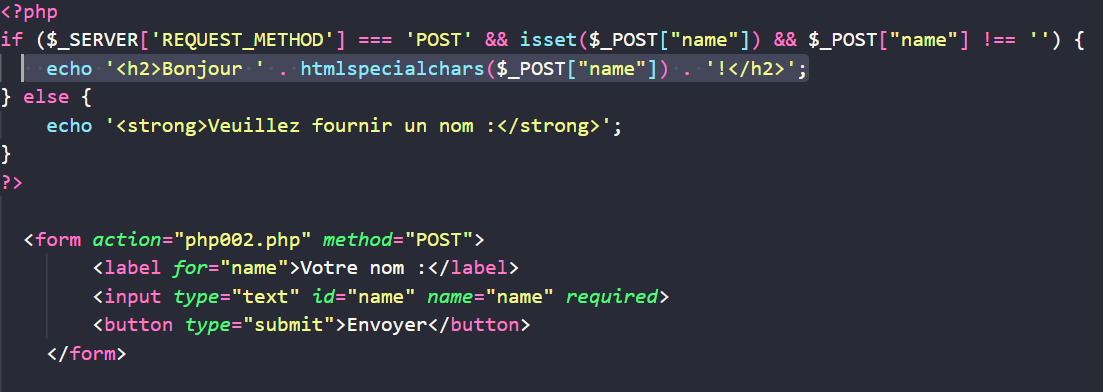 <?php
if ($_SERVER['REQUEST_METHOD'] === 'POST' && isset($_POST["name"]) && $_POST["name"] !== '') {
    echo '<h2>Bonjour ' . htmlspecialchars($_POST["name"]) . '!</h2>';
} else {
    echo '<strong>Veuillez fournir un nom :</strong>';
}
?>

  <form action="php002.php" method="POST">
        <label for="name">Votre nom :</label>
        <input type="text" id="name" name="name" required>
        <button type="submit">Envoyer</button>
    </form>